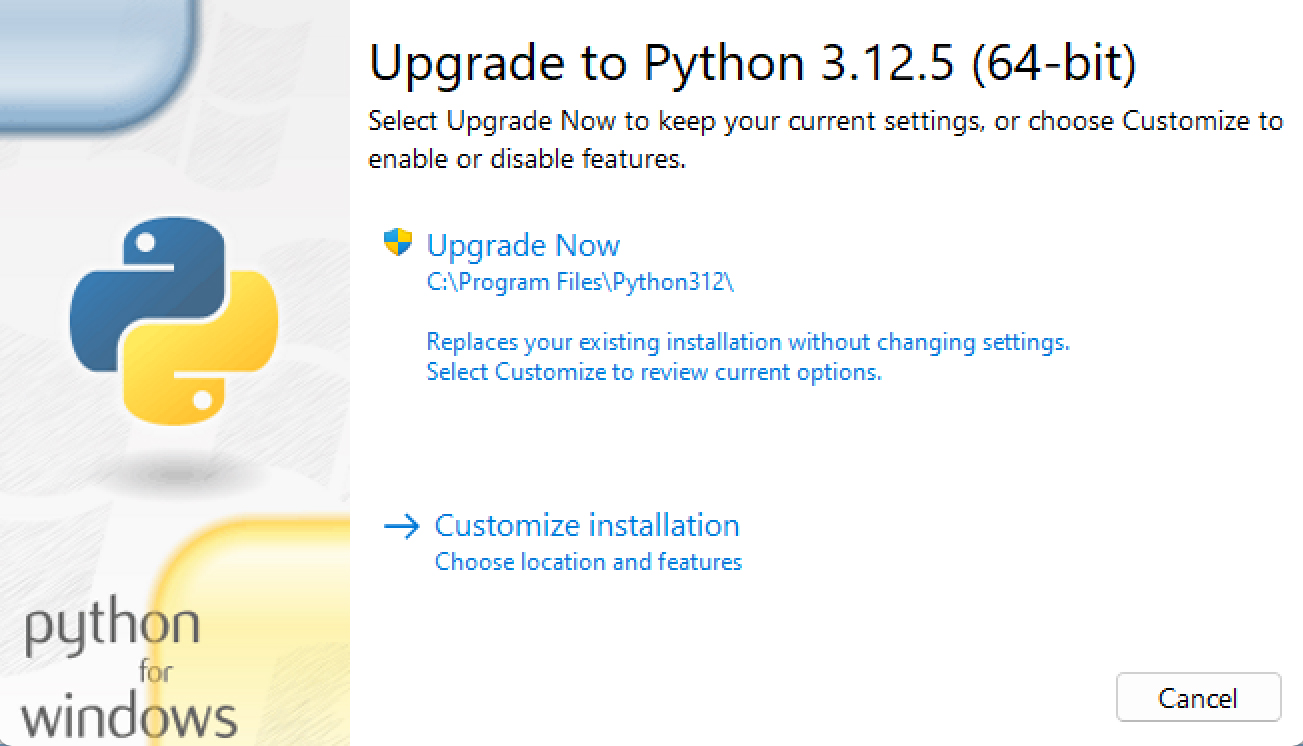 Upgrade to Python 3.12.5 (64-bit)
Select Upgrade Now to keep your current settings, or choose Customize to
enable or disable features.
Upgrade Now
C:\Program Files\Python312\
Replaces your existing installation without changing settings.
Select Customize to review current options.
Customize installation
Choose location and features
python
for
windows
Cancel